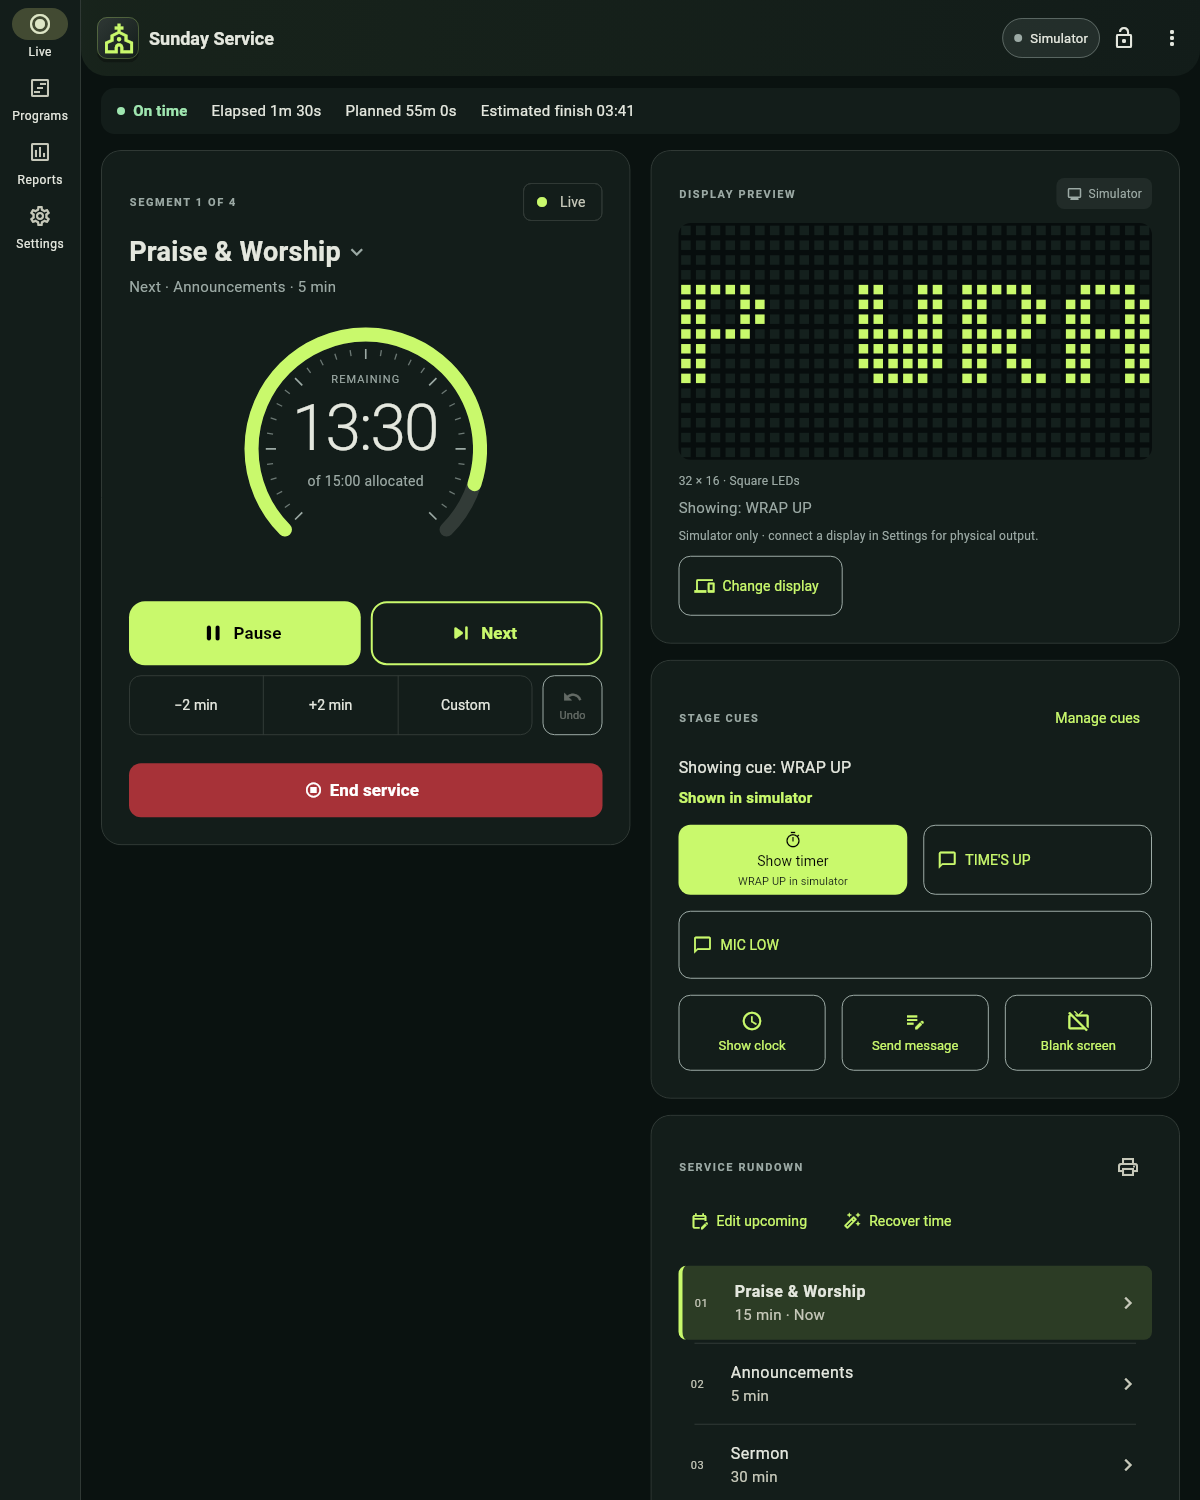 Live
Programs
Reports
Settings
Sunday Service
Simulator
On time
Elapsed 1m 30s
Planned 55m 0s
Estimated finish 03:41
SEGMENT 1 OF 4
Live
Praise & Worship
Next · Announcements · 5 min
REMAINING
13:30
of 15:00 allocated
Pause
Next
−2 min
+2 min
Custom
Undo
End service
DISPLAY PREVIEW
Simulator
P WRA
32 × 16 · Square LEDs
Showing: WRAP UP
Simulator only · connect a display in Settings for physical output.
Change display
STAGE CUES
Manage cues
Showing cue: WRAP UP
Shown in simulator
Show timer
WRAP UP in simulator
TIME'S UP
MIC LOW
Show clock
Send message
Blank screen
SERVICE RUNDOWN
Edit upcoming
Recover time
01
Praise & Worship
15 min · Now
02
Announcements
5 min
03
Sermon
30 min